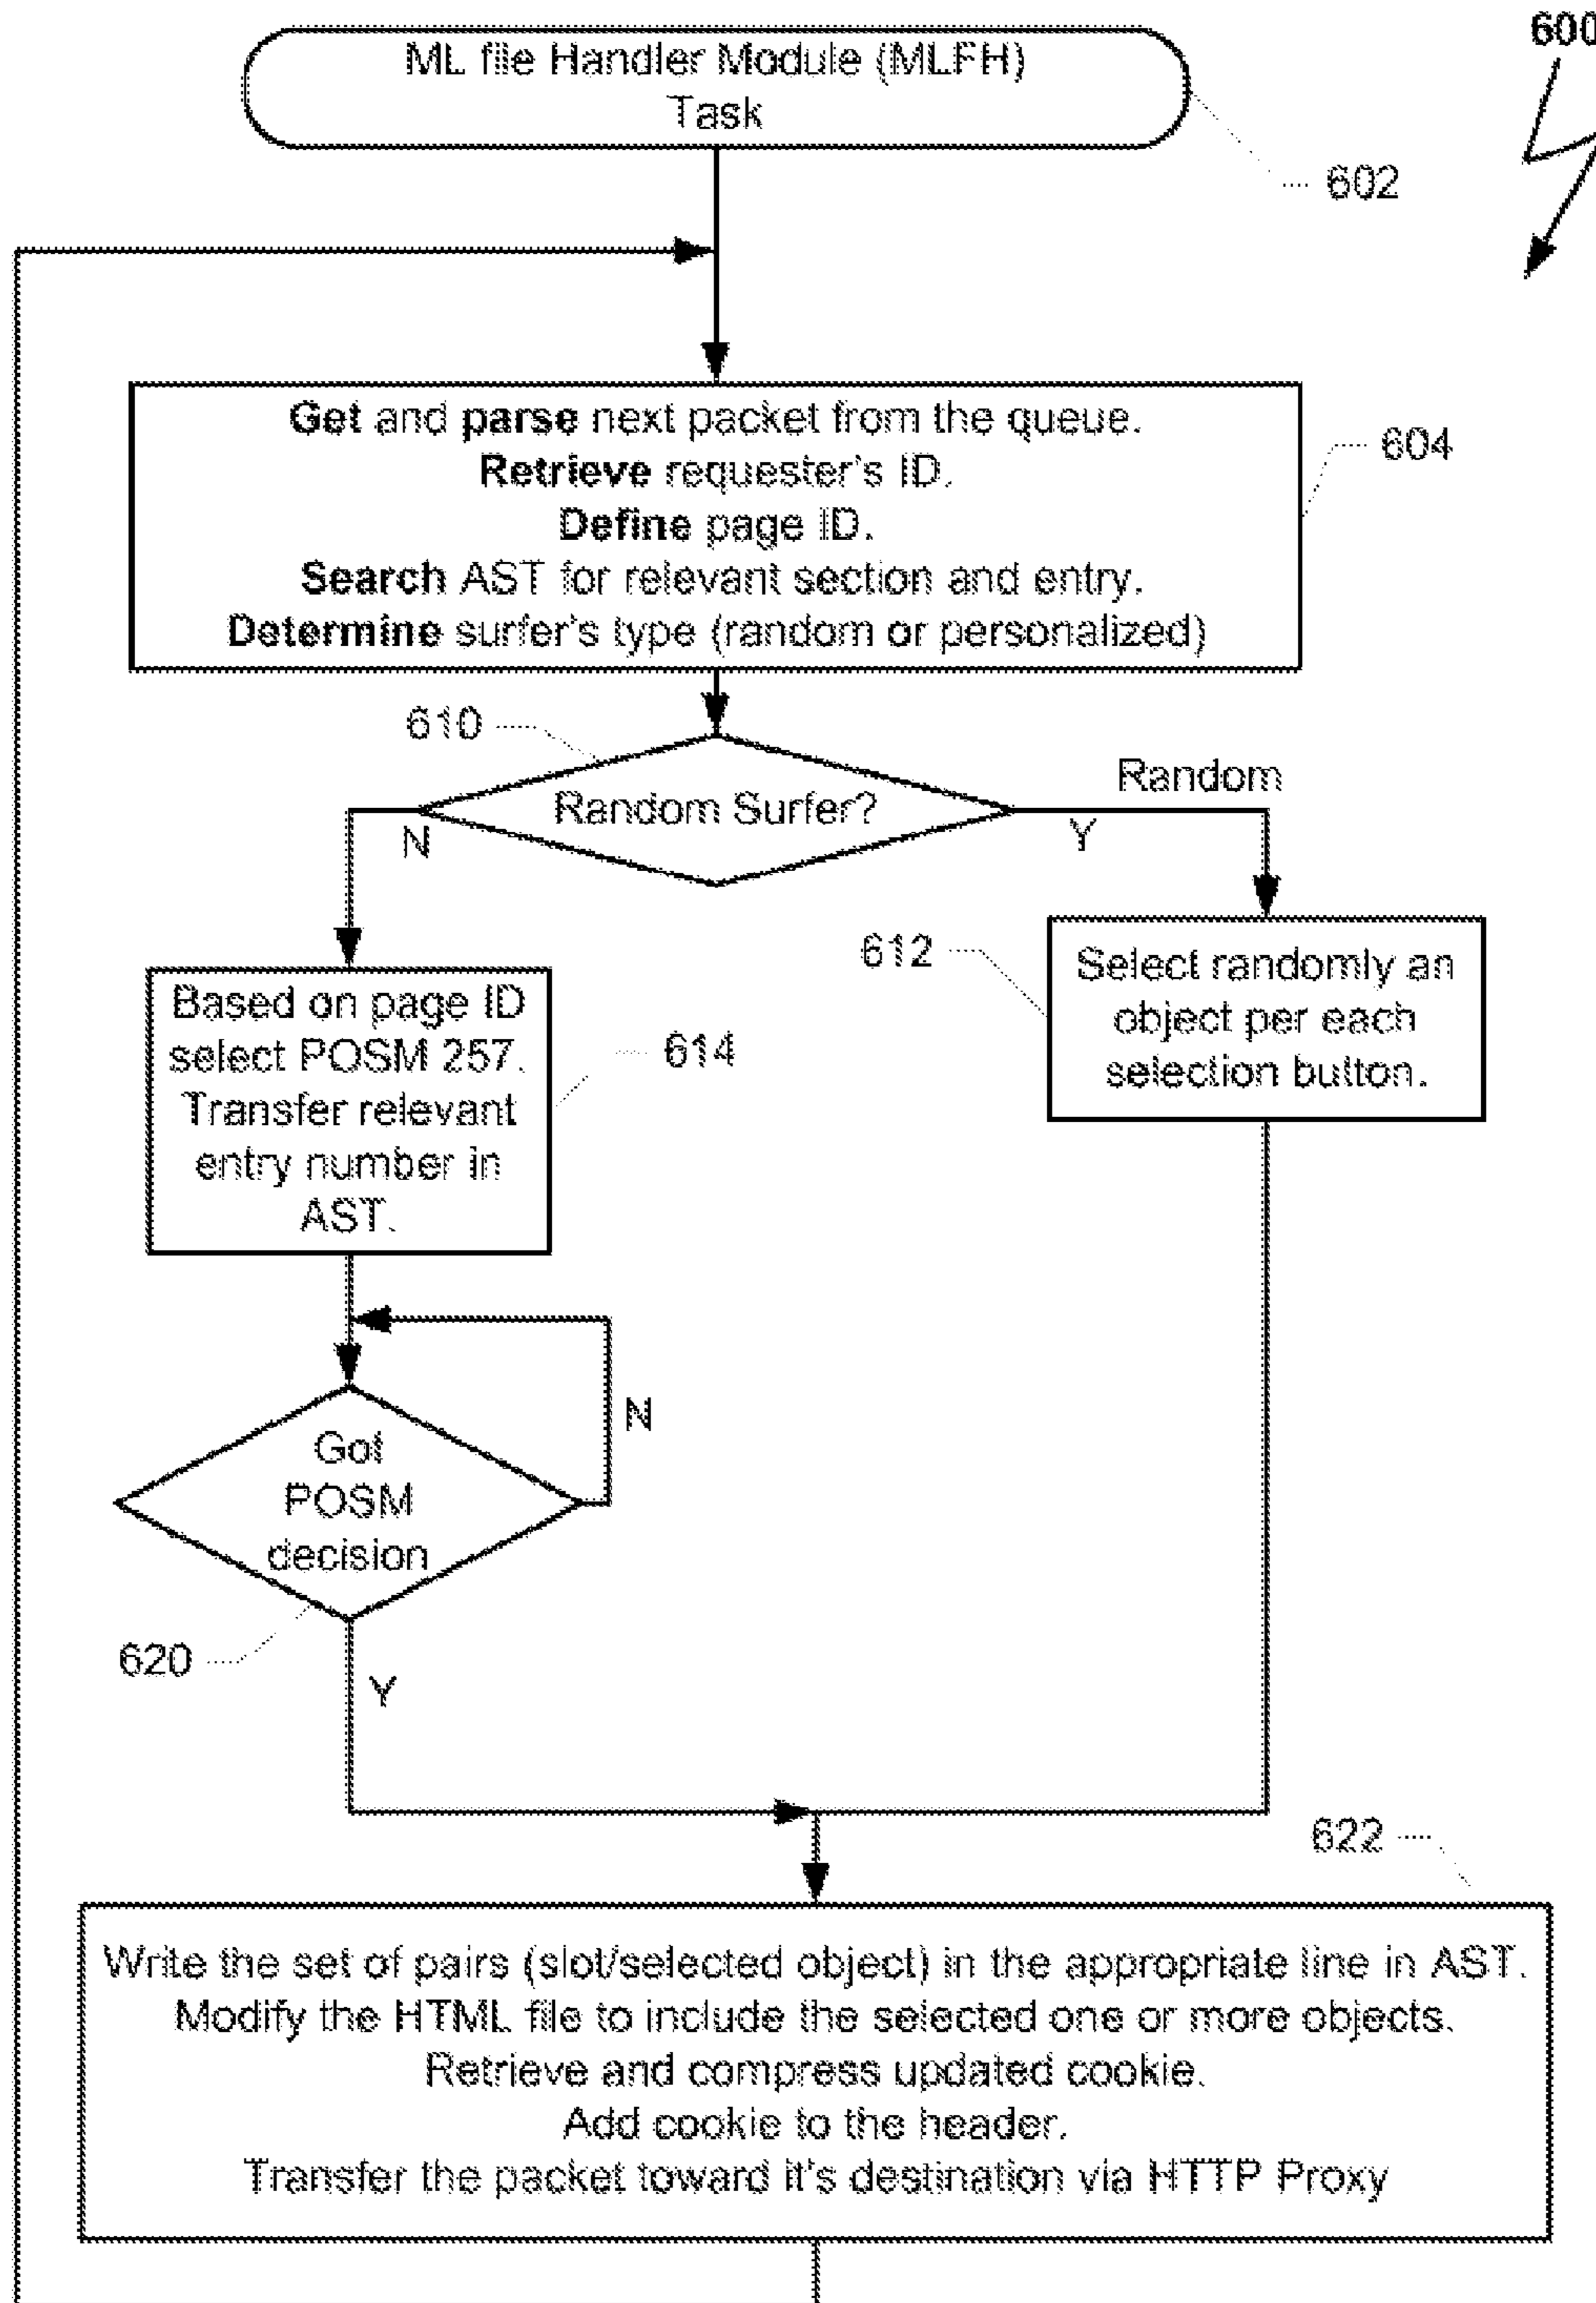 600
ML file Handler Module (MLFH)
Task
602
Get and parse next packet from the queue.
Retrieve requester's ID.
Define page ID.
Search AST for relevant section and entry.
Determine surfer's type (random or personalized)
604
610
Random Surfer?
Random
N
Y
Based on page ID
select POSM 257.
Transfer relevant
entry number in
AST.
614
612
Select randomly an
object per each
selection button.
Got
POSM
decision
N
620
Y
622
Write the set of pairs (slot/selected object) in the appropriate line in AST.
Modify the HTML file to include the selected one or more objects.
Retrieve and compress updated cookie.
Add cookie to the header.
Transfer the packet toward it's destination via HTTP Proxy